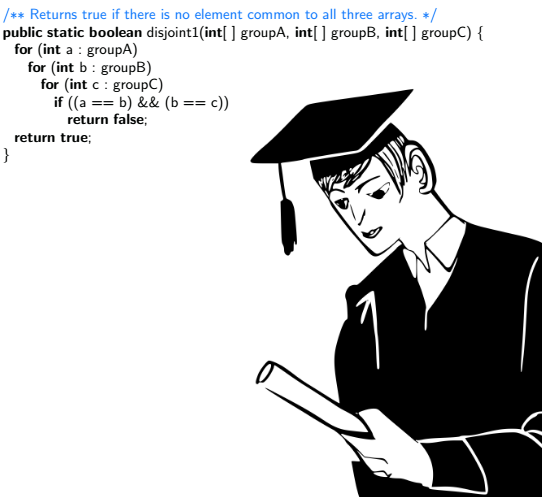 /** Returns true if there is no element common to all three arrays. */
public static boolean disjoint1(int[ ] groupA, int[ ] groupB, int[ ] groupC) {
for (int a : groupA)
for (int b : groupB)
for (int c : groupC)
if ((a == b) && (b == c))
return false;
return true;
}